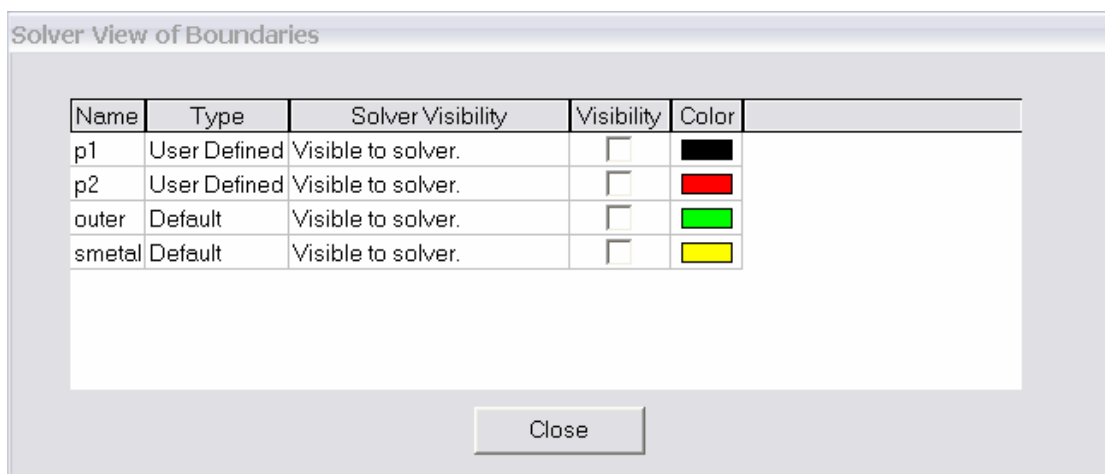 Solver View of Boundaries
Name Type Solver Visibility Visibility Color
p1 User Defined Visible to solver.
p2 User Defined Visible to solver.
outer Default Visible to solver.
smetal Default Visible to solver.
Close